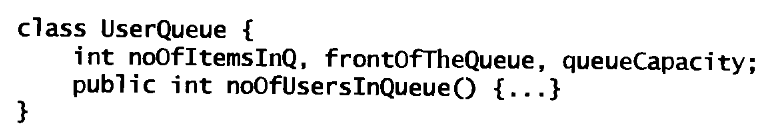 class UserQueue {
    int noOfItemsInQ, frontOfTheQueue, queueCapacity;
    public int noOfUsersInQueue() {...}
}